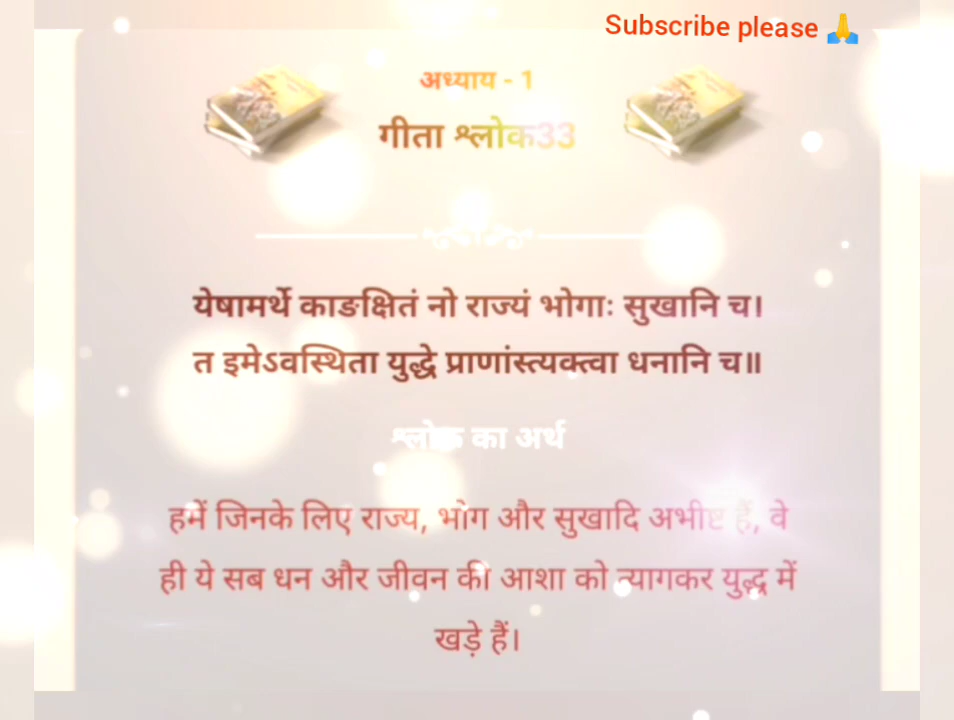 Subscribe please 🙏
अध्याय - 1
गीता श्लोक33
येषामर्थे काङक्षितं नो राज्यं भोगाः सुखानि च।
त इमेऽवस्थिता युद्धे प्राणांस्त्यक्त्वा धनानि च॥
श्लोक का अर्थ
हमें जिनके लिए राज्य, भोग और सुखादि अभीष्ट हैं, वे
ही ये सब धन और जीवन की आशा को त्यागकर युद्ध में
खड़े हैं।